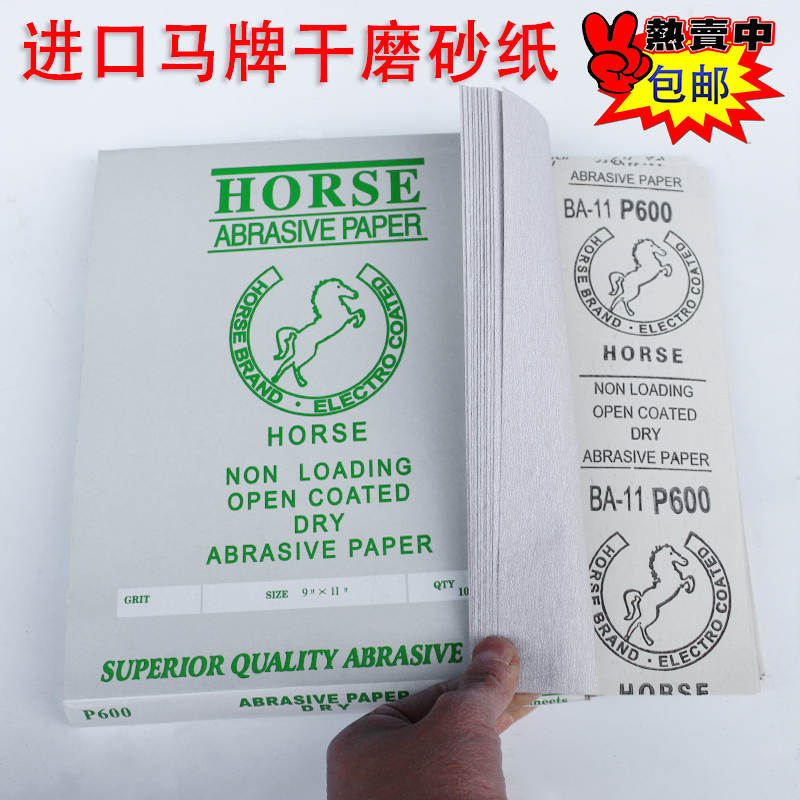 进口马牌干磨砂纸
熱賣中
包邮
HORSE
ABRASIVE PAPER
HORSE BRAND · ELECTRO COATED
HORSE
NON LOADING
OPEN COATED
DRY
ABRASIVE PAPER
GRIT
SIZE 9" × 11"
QTY 10
SUPERIOR QUALITY ABRASIVE
P600
ABRASIVE PAPER
DRY
ABRASIVE PAPER
BA-11 P600
HORSE BRAND · ELECTRO COATED
HORSE
NON LOADING
OPEN COATED
DRY
ABRASIVE PAPER
BA-11 P600
HORSE BRAND · ELECTRO COATED
HORSE